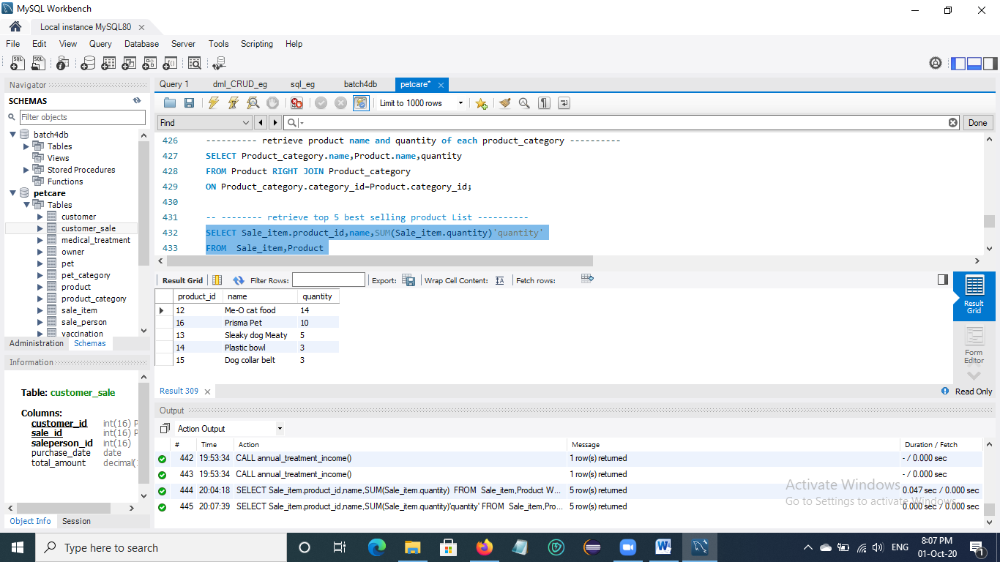 MySQL Workbench
Local instance MySQL80
File Edit View Query Database Server Tools Scripting Help
Navigator
SCHEMAS
Filter objects
batch4db
Tables
Views
Stored Procedures
Functions
petcare
Tables
customer
customer_sale
medical_treatment
owner
pet
pet_category
product
product_category
sale_item
sale_person
vaccination
Administration Schemas
Information
Table: customer_sale
Columns:
customer_id int(16) P
sale_id int(16) P
saleperson_id int(16)
purchase_date date
total_amount decimal(
Object Info Session
Query 1 dml_CRUD_eg sql_eg batch4db petcare*
Limit to 1000 rows
Find Done
426 ---------- retrieve product name and quantity of each product_category ----------
427 SELECT Product_category.name,Product.name,quantity
428 FROM Product RIGHT JOIN Product_category
429 ON Product_category.category_id=Product.category_id;
430
431 -- -------- retrieve top 5 best selling product List ----------
432 SELECT Sale_item.product_id,name,SUM(Sale_item.quantity)'quantity'
433 FROM Sale_item,Product
Result Grid Filter Rows: Export: Wrap Cell Content: Fetch rows:
product_id name quantity
12 Me-O cat food 14
16 Prisma Pet 10
13 Sleaky dog Meaty 5
14 Plastic bowl 3
15 Dog collar belt 3
Result Grid
Form Editor
Result 309 Read Only
Output
Action Output
# Time Action Message Duration / Fetch
442 19:53:34 CALL annual_treatment_income() 1 row(s) returned - / 0.000 sec
443 19:53:34 CALL annual_treatment_income() 1 row(s) returned - / 0.000 sec
444 20:04:18 SELECT Sale_item.product_id,name,SUM(Sale_item.quantity) FROM Sale_item,Product W... 5 row(s) returned 0.047 sec / 0.000 sec
445 20:07:39 SELECT Sale_item.product_id,name,SUM(Sale_item.quantity)'quantity' FROM Sale_item,Pro... 5 row(s) returned 0.000 sec / 0.000 sec
Activate Windows
Go to Settings to activate Windows.
Type here to search
ENG
8:07 PM
01-Oct-20
1